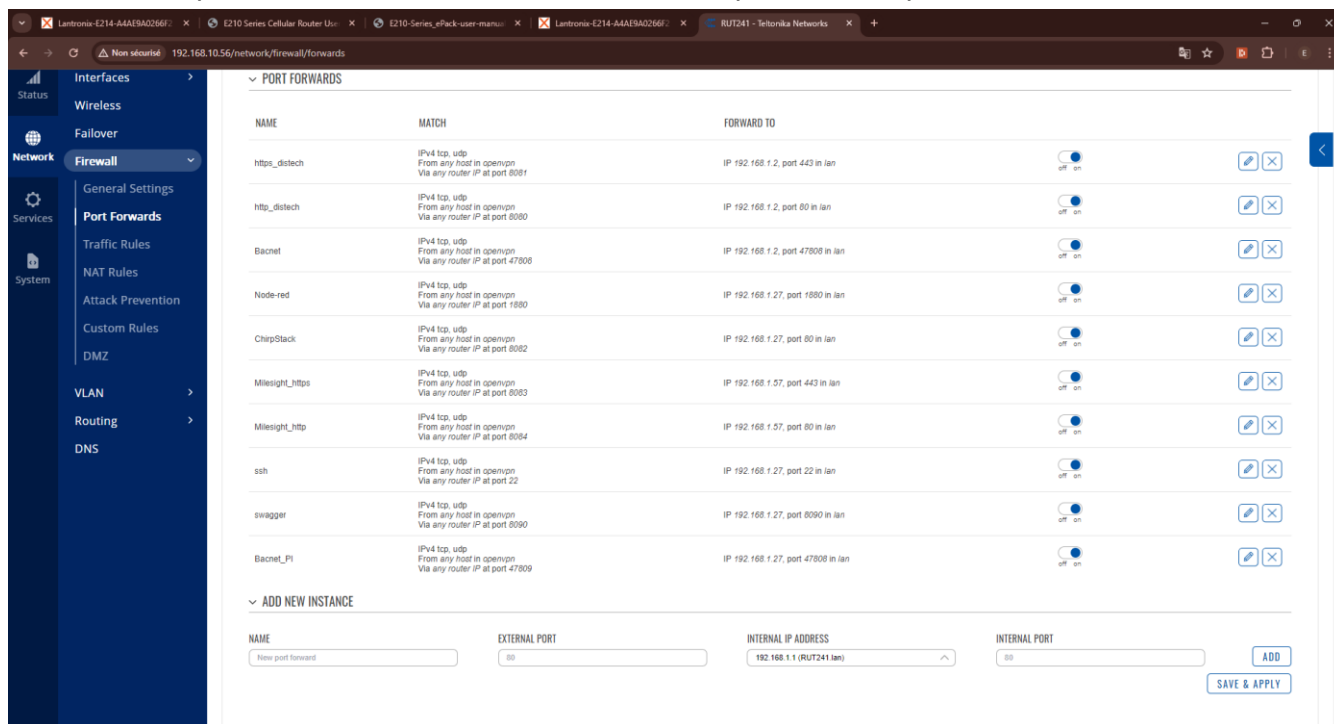 Lantronix-E214-A4AE9A0266F2
E210 Series Cellular Router Use
E210-Series_ePack-user-manual
Lantronix-E214-A4AE9A0266F2
RUT241 - Teltonika Networks
Non sécurisé 192.168.10.56/network/firewall/forwards
Status
Network
Services
System
Interfaces
Wireless
Failover
Firewall
General Settings
Port Forwards
Traffic Rules
NAT Rules
Attack Prevention
Custom Rules
DMZ
VLAN
Routing
DNS
PORT FORWARDS
NAME MATCH FORWARD TO
https_distech
IPv4 tcp, udp
From any host in openvpn
Via any router IP at port 8081
IP 192.168.1.2, port 443 in lan
off on
http_distech
IPv4 tcp, udp
From any host in openvpn
Via any router IP at port 8080
IP 192.168.1.2, port 80 in lan
off on
Bacnet
IPv4 tcp, udp
From any host in openvpn
Via any router IP at port 47808
IP 192.168.1.2, port 47808 in lan
off on
Node-red
IPv4 tcp, udp
From any host in openvpn
Via any router IP at port 1880
IP 192.168.1.27, port 1880 in lan
off on
ChirpStack
IPv4 tcp, udp
From any host in openvpn
Via any router IP at port 8082
IP 192.168.1.27, port 80 in lan
off on
Milesight_https
IPv4 tcp, udp
From any host in openvpn
Via any router IP at port 8083
IP 192.168.1.57, port 443 in lan
off on
Milesight_http
IPv4 tcp, udp
From any host in openvpn
Via any router IP at port 8084
IP 192.168.1.57, port 80 in lan
off on
ssh
IPv4 tcp, udp
From any host in openvpn
Via any router IP at port 22
IP 192.168.1.27, port 22 in lan
off on
swagger
IPv4 tcp, udp
From any host in openvpn
Via any router IP at port 8090
IP 192.168.1.27, port 8090 in lan
off on
Bacnet_PI
IPv4 tcp, udp
From any host in openvpn
Via any router IP at port 47809
IP 192.168.1.27, port 47808 in lan
off on
ADD NEW INSTANCE
NAME EXTERNAL PORT INTERNAL IP ADDRESS INTERNAL PORT
New port forward 80 192.168.1.1 (RUT241.lan) 80 ADD
SAVE & APPLY